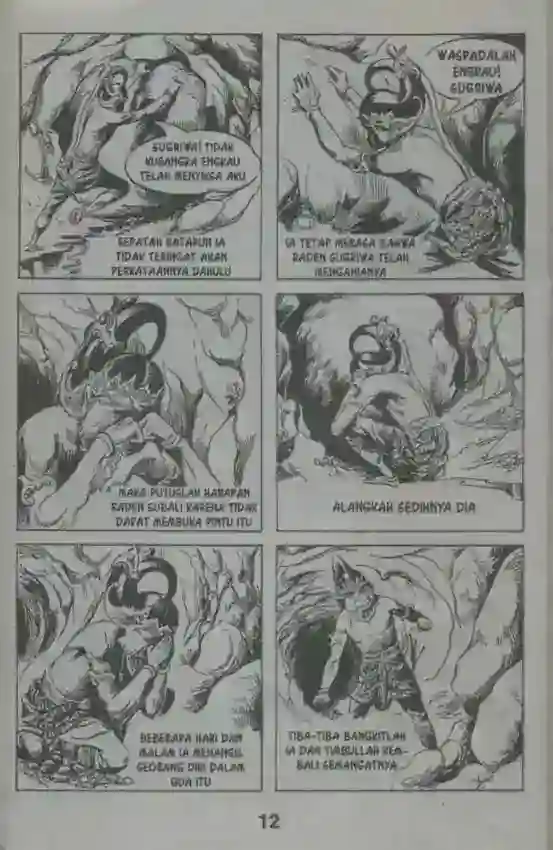 SUGRIWA! TIDAK
KUSANGKA ENGKAU
TELAH MENYIKSA AKU
SEPATAH KATAPUN IA
TIDAK TERINGAT AKAN
PERKATAANNYA DAHULU
WASPADALAH
ENGKAU!
SUGRIWA
IA TETAP MERASA BAHWA
RADEN SUGRIWA TELAH
MENGANIANYA
MAKA PUTUSLAH HARAPAN
RADEN SUBALI KARENA TIDAK
DAPAT MEMBUKA PINTU ITU
ALANGKAH SEDIHNYA DIA
BEBERAPA HARI DAN
MALAM IA MENANGIS
SEORANG DIRI DALAM
GOA ITU
TIBA-TIBA BANGKITLAH
IA DAN TIMBULLAH KEM-
BALI SEMANGATNYA
12